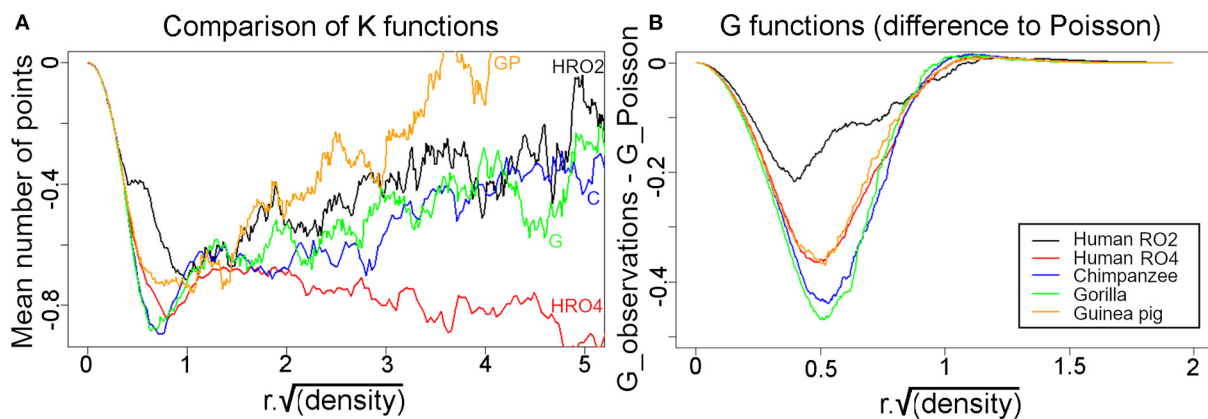 A
Comparison of K functions
Mean number of points
0
-0.4
-0.8
GP
HRO2
C
G
HRO4
0 1 2 3 4 5
r.√(density)
B
G functions (difference to Poisson)
G_observations - G_Poisson
0
-0.2
-0.4
Human RO2
Human RO4
Chimpanzee
Gorilla
Guinea pig
0 0.5 1 1.5 2
r.√(density)